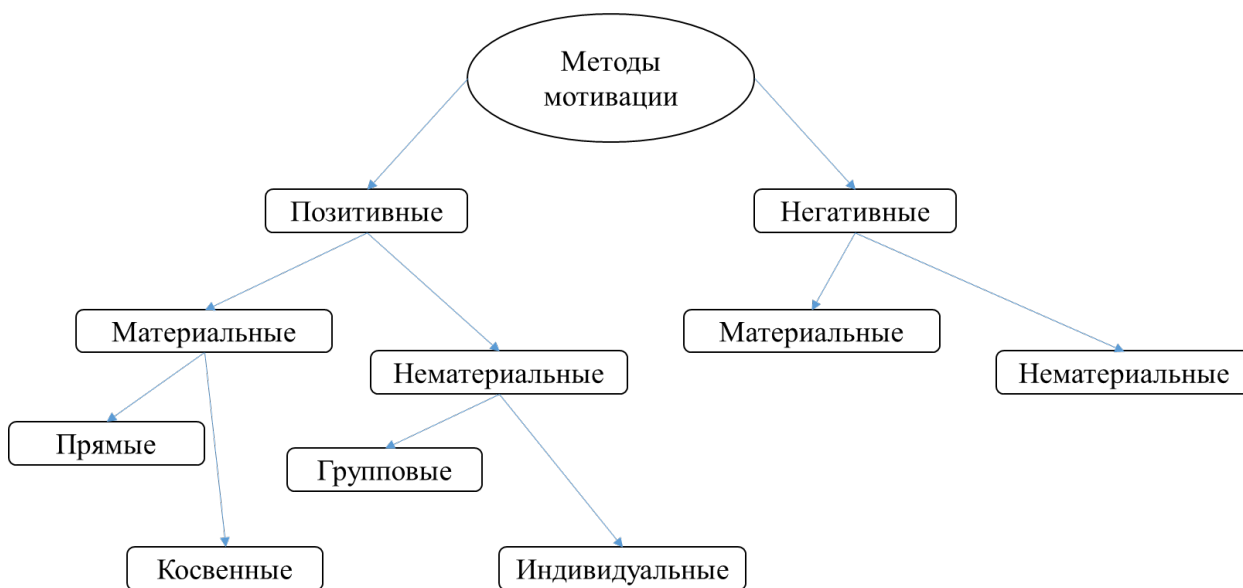 Методы
мотивации
Позитивные
Негативные
Материальные
Материальные
Нематериальные
Нематериальные
Прямые
Групповые
Косвенные
Индивидуальные